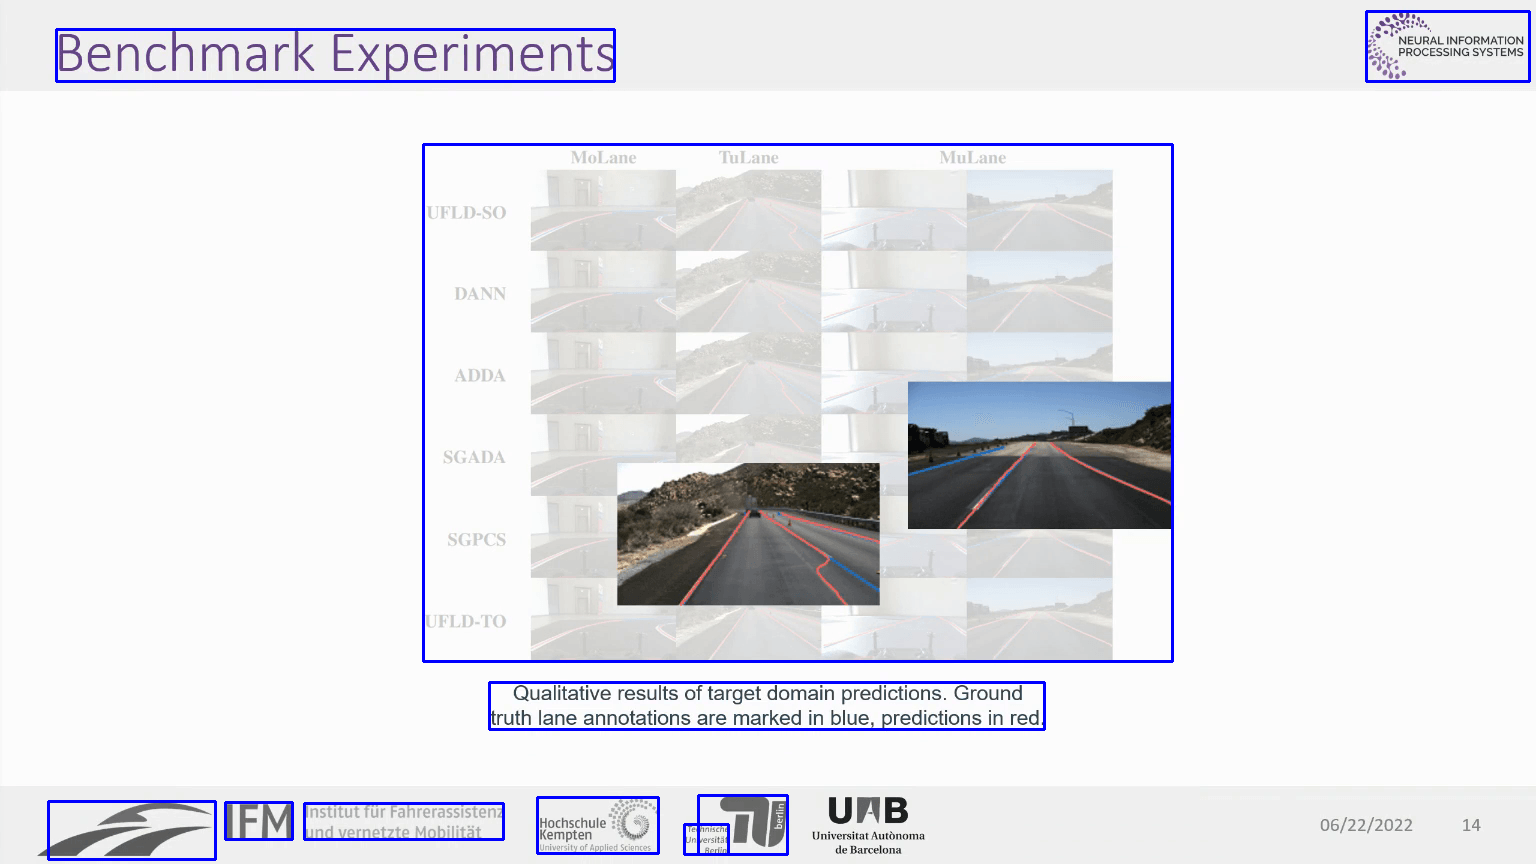 Benchmark Experiments
NEURAL INFORMATION
PROCESSING SYSTEMS
MoLane TuLane MuLane
UFLD-SO
DANN
ADDA
SGADA
SGPCS
UFLD-TO
Qualitative results of target domain predictions. Ground
truth lane annotations are marked in blue, predictions in red.
IFM
Institut für Fahrerassistenz
und vernetzte Mobilität
Hochschule
Kempten
University of Applied Sciences
Technische
Universität
Berlin
berlin
UAB
Universitat Autònoma
de Barcelona
06/22/2022 14